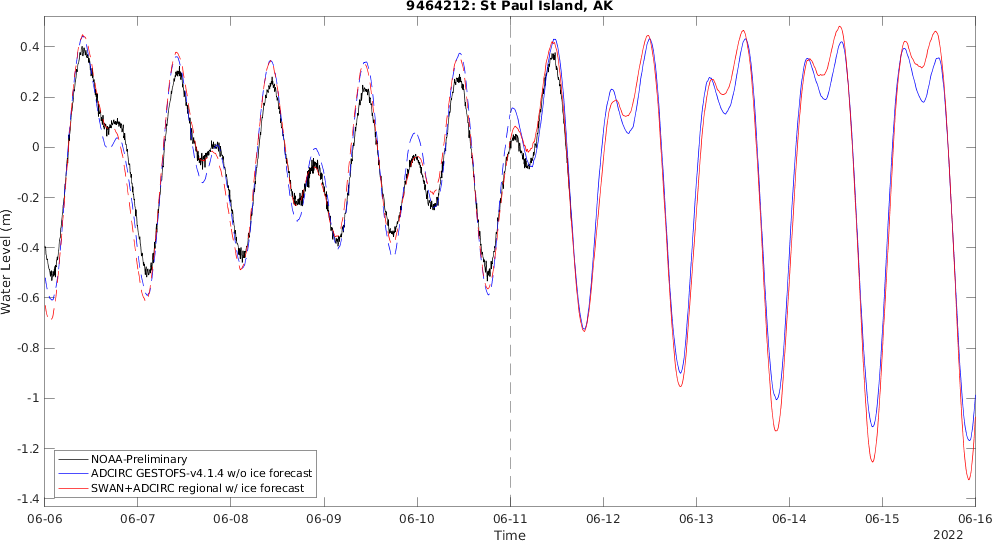 9464212: St Paul Island, AK
Water Level (m)
0.4
0.2
0
-0.2
-0.4
-0.6
-0.8
-1
-1.2
-1.4
NOAA-Preliminary
ADCIRC GESTOFS-v4.1.4 w/o ice forecast
SWAN+ADCIRC regional w/ ice forecast
06-06 06-07 06-08 06-09 06-10 06-11 06-12 06-13 06-14 06-15 06-16
Time
2022